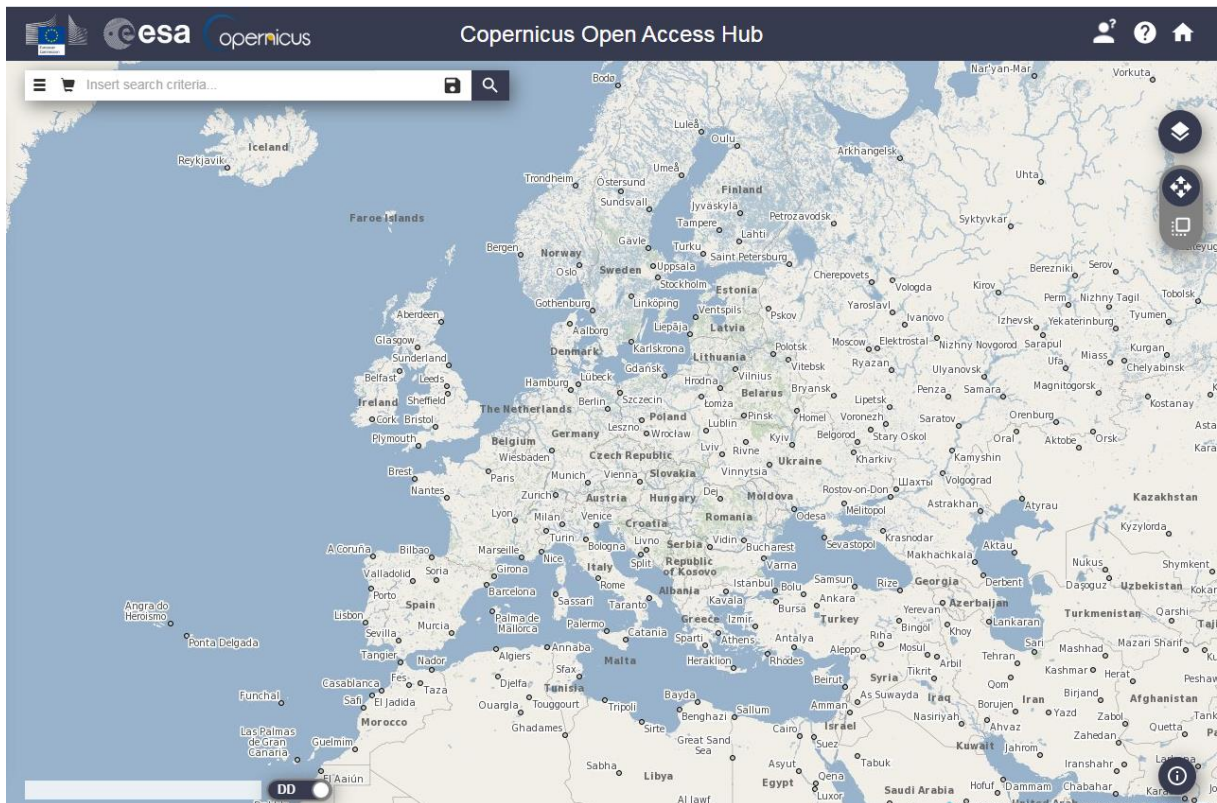 European Commission
esa
opernicus
Copernicus Open Access Hub
Insert search criteria...
Bodø
Nar'yan-Mar
Vorkuta
Luleå
Oulu
Iceland
Reykjavik
Arkhangelsk
Umeå
Trondheim
Östersund
Finland
Uhta
Sundsvall
Jyväskylä
Faroe Islands
Tampere
Petrozavodsk
Syktyvkar
Lahti
Gävle
Turku
Bergen
Norway
Saint Petersburg
Oslo
Sweden
Uppsala
Cherepovets
Berezniki
Serov
Stockholm
Vologda
Kirov
Estonia
Tobolsk
Gothenburg
Linköping
Ventspils
Yaroslavl
Perm
Nizhny Tagil
Aberdeen
Pskov
Ivanovo
Izhevsk
Yekaterinburg
Tyumen
Aalborg
Liepāja
Latvia
Glasgow
Moscow
Elektrostal
Nizhny Novgorod
Sarapul
Kurgan
Denmark
Karlskrona
Polotsk
Sunderland
Lithuania
Vitebsk
Ryazan
Ufa
Miass
Chelyabinsk
Belfast
Leeds
Lübeck
Gdańsk
Vilnius
Ulyanovsk
Hamburg
Hrodna
Bryansk
Penza
Samara
Magnitogorsk
Ireland
Sheffield
Berlin
Szczecin
Łomża
Belarus
Lipetsk
Kostanay
The Netherlands
Cork
Bristol
Leszno
Poland
Pinsk
Homel
Voronezh
Saratov
Orenburg
Plymouth
Belgium
Germany
Wrocław
Lublin
Kyiv
Belgorod
Stary Oskol
Oral
Aktobe
Orsk
Asta
Wiesbaden
Czech Republic
Lviv
Rivne
Kharkiv
Kamyshin
Kara
Brest
Paris
Munich
Vienna
Slovakia
Vinnytsia
Ukraine
Volgograd
Nantes
Zurich
Austria
Hungary
Dej
Moldova
Rostov-on-Don
Шахты
Kazakhstan
Lyon
Milan
Venice
Croatia
Romania
Odesa
Melitopol
Astrakhan
Atyrau
Turin
Kyzylorda
A Coruña
Bilbao
Marseille
Nice
Bologna
Livno
Serbia
Vidin
Bucharest
Sevastopol
Krasnodar
Aktau
Valladolid
Soria
Girona
Italy
Split
Republic
of Kosovo
Varna
Makhachkala
Nukus
Shymkent
Porto
Barcelona
Rome
Albania
Istanbul
Bolu
Samsun
Rize
Georgia
Derbent
Daşoguz
Uzbekistan
Kokar
Angra do
Heroísmo
Lisbon
Spain
Sassari
Taranto
Kavala
Bursa
Ankara
Yerevan
Azerbaijan
Turkmenistan
Qarshi
Ponta Delgada
Sevilla
Murcia
Palma de
Mallorca
Palermo
Catania
Greece
Izmir
Turkey
Bingöl
Khoy
Lankaran
Taji
Sparti
Athens
Antalya
Riha
Sari
Mazari Sharif
Tangier
Nador
Algiers
Annaba
Malta
Heraklion
Rhodes
Aleppo
Mosul
Arbil
Tehran
Mashhad
Ku
Casablanca
Fes
Taza
Djelfa
Sfax
Tunisia
Beirut
Syria
Tikrit
Qom
Kashmar
Herat
Peshaw
Funchal
Safi
El Jadida
Ouargla
Touggourt
Tripoli
Bayda
Sallum
Amman
As Suwayda
Iraq
Borujen
Iran
Birjand
Afghanistan
Morocco
Benghazi
Israel
Nasiriyah
Yazd
Zabol
Tank
Las Palmas
de Gran
Canaria
Guelmim
Ghadames
Sirte
Cairo
Suez
Ahvaz
Quetta
Great Sand
Sea
Kuwait
Jahrom
Zahedan
Pa
Sabha
Libya
Asyut
Tabuk
Iranshahr
El Aaiún
Egypt
Qena
Luxor
Saudi Arabia
Hofuf
Dammam
Chabahar
DD
Al Jawf